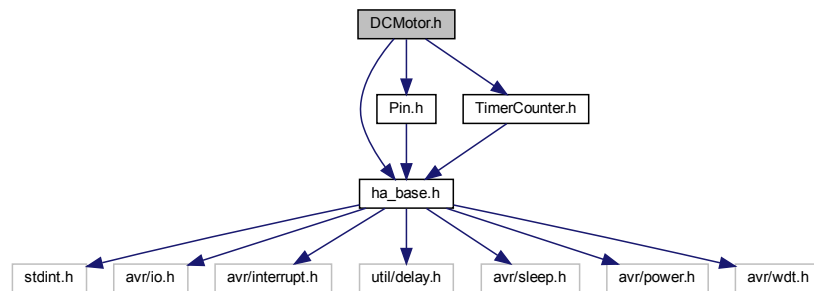 DCMotor.h
Pin.h
TimerCounter.h
ha_base.h
stdint.h
avr/io.h
avr/interrupt.h
util/delay.h
avr/sleep.h
avr/power.h
avr/wdt.h